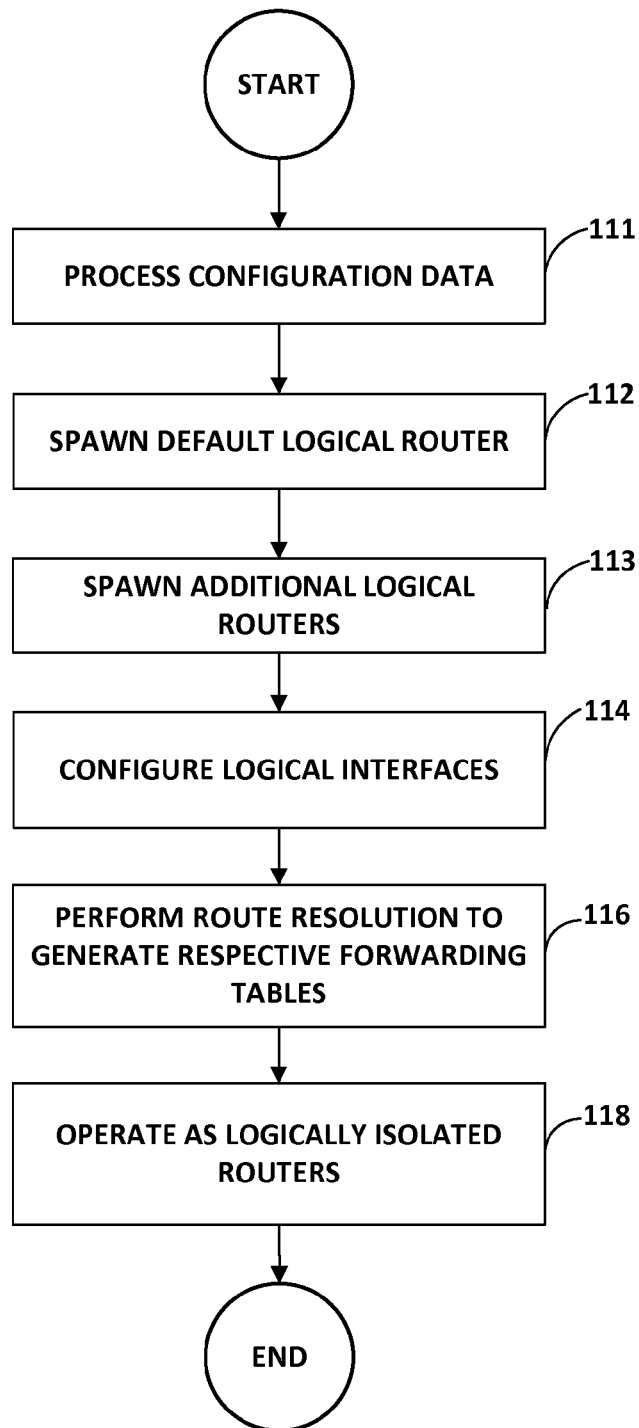 START
111
PROCESS CONFIGURATION DATA
112
SPAWN DEFAULT LOGICAL ROUTER
113
SPAWN ADDITIONAL LOGICAL
ROUTERS
114
CONFIGURE LOGICAL INTERFACES
116
PERFORM ROUTE RESOLUTION TO
GENERATE RESPECTIVE FORWARDING
TABLES
118
OPERATE AS LOGICALLY ISOLATED
ROUTERS
END